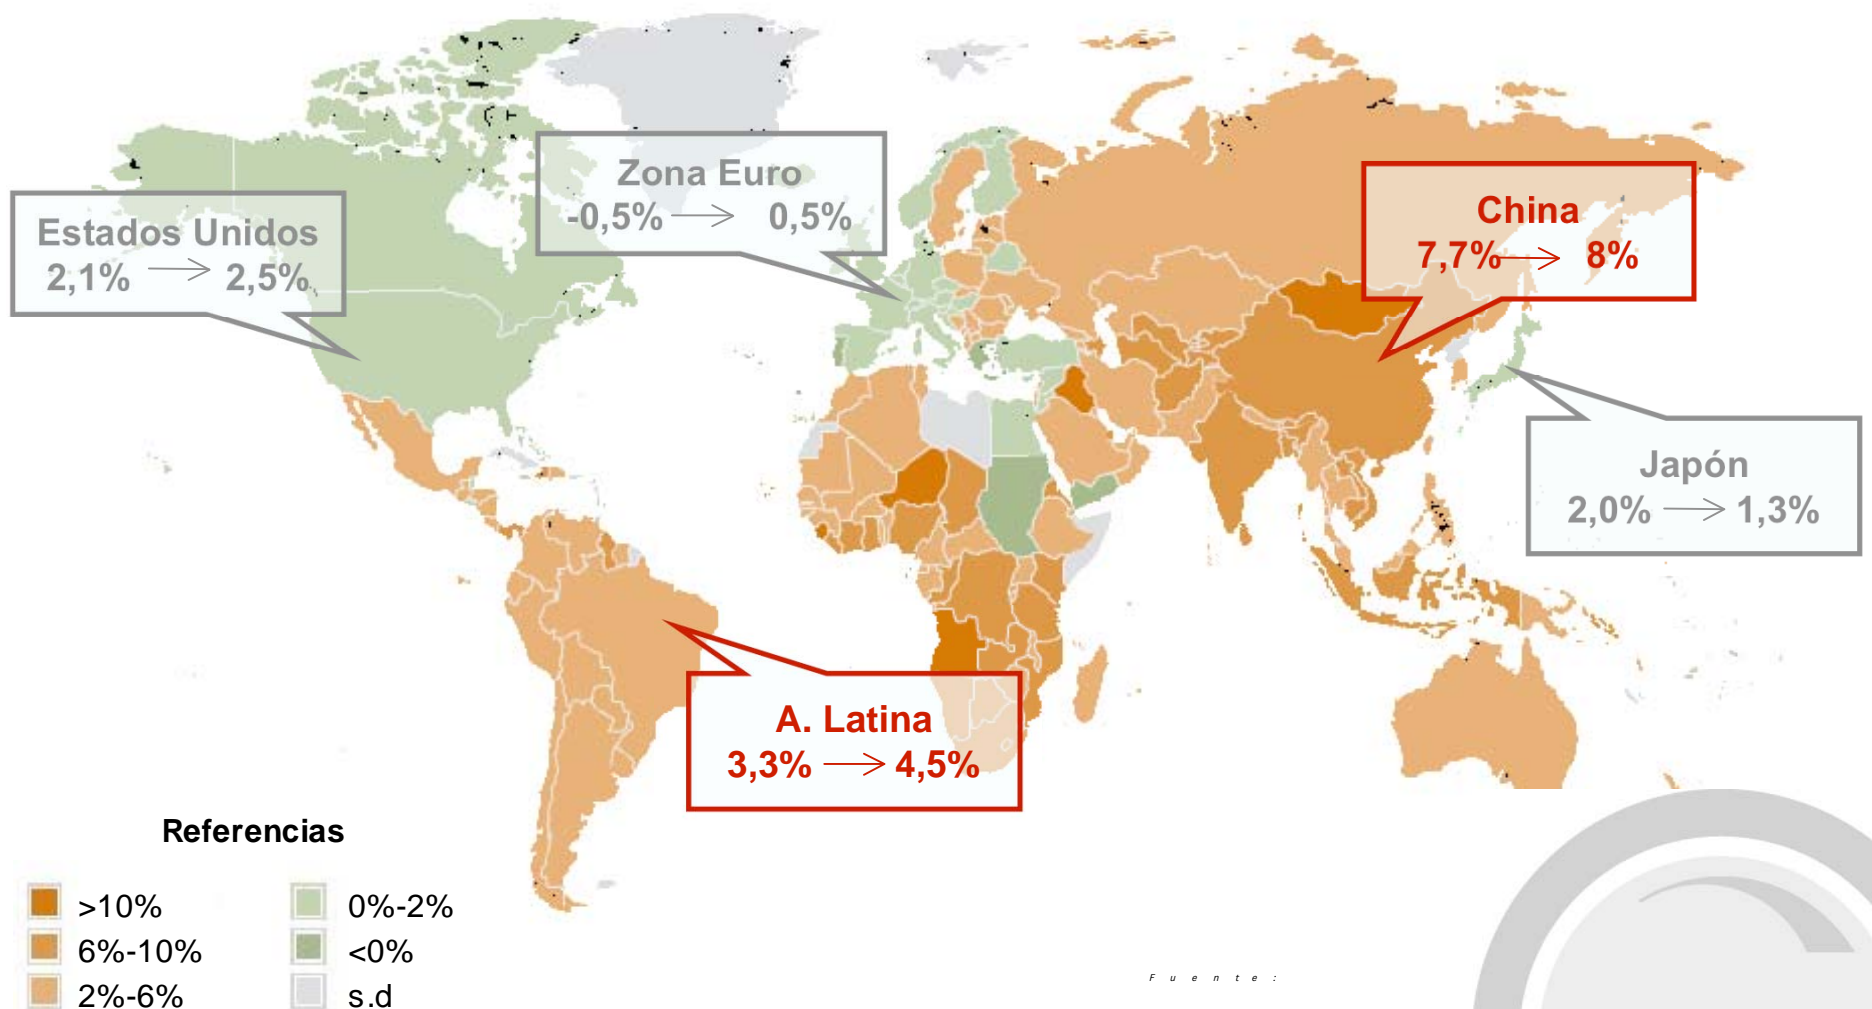 Zona Euro
-0,5% → 0,5%
Estados Unidos
2,1% → 2,5%
China
7,7% → 8%
Japón
2,0% → 1,3%
A. Latina
3,3% → 4,5%
Referencias
>10%
0%-2%
6%-10%
<0%
2%-6%
s.d
Fuente: